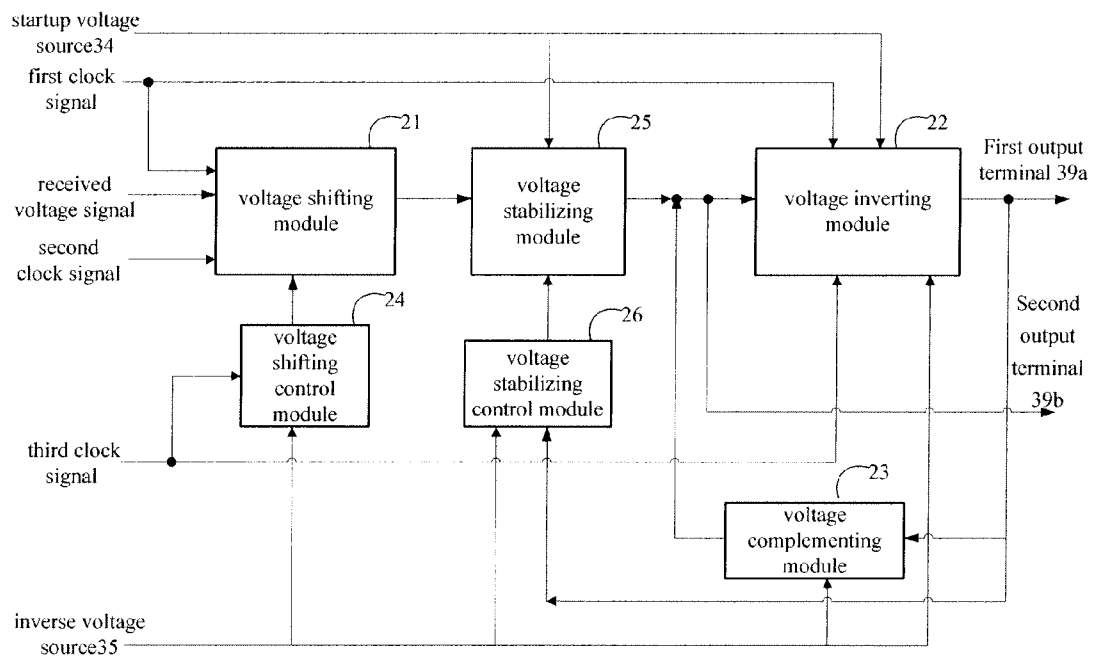 startup voltage
source34
first clock
signal
21
25
22
First output
terminal 39a
received
voltage signal
voltage shifting
module
voltage
stabilizing
module
voltage inverting
module
second
clock signal
24
26
Second
output
terminal
39b
voltage
shifting
control
module
voltage
stabilizing
control module
third clock
signal
23
voltage
complementing
module
inverse voltage
source35